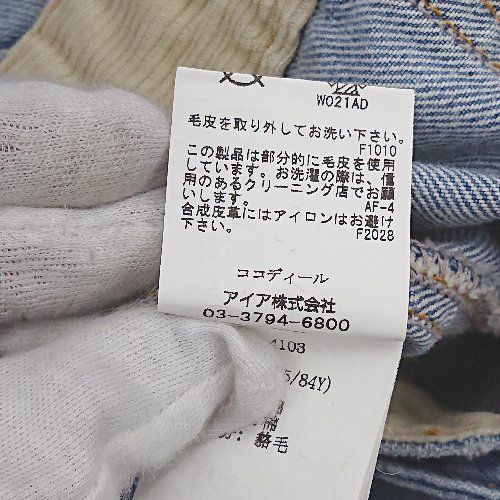 W021AD
毛皮を取り外してお洗い下さい。
F1010
この製品は部分的に毛皮を使用
しています。お洗濯の際は、信
用のあるクリーニング店でお願
いします。 AF-4
合成皮革にはアイロンはお避け
下さい。 F2028
ココディール
アイア株式会社
03-3794-6800
4103
5/84Y)
分: 貉毛